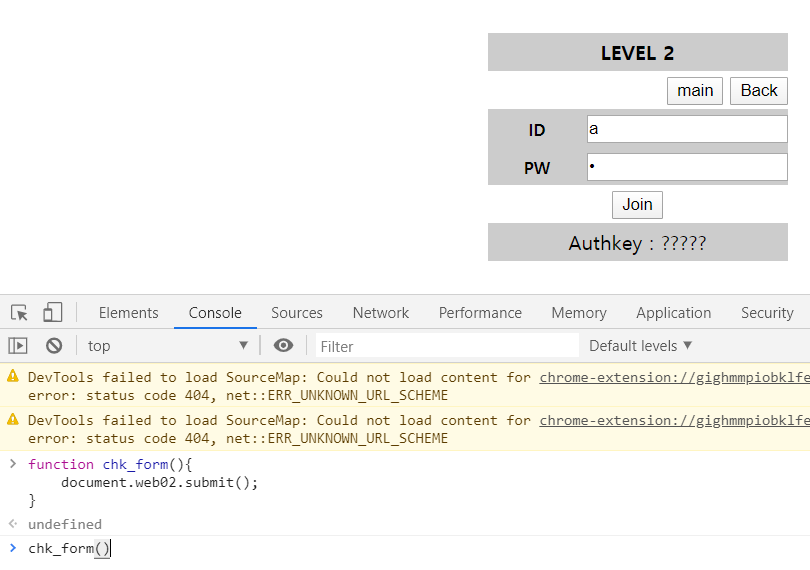 LEVEL 2
main Back
ID a
PW •
Join
Authkey : ?????
Elements Console Sources Network Performance Memory Application Security
top ▼ Filter Default levels ▼
DevTools failed to load SourceMap: Could not load content for chrome-extension://gighmmpiobklfe
error: status code 404, net::ERR_UNKNOWN_URL_SCHEME
DevTools failed to load SourceMap: Could not load content for chrome-extension://gighmmpiobklfe
error: status code 404, net::ERR_UNKNOWN_URL_SCHEME
> function chk_form(){
document.web02.submit();
}
undefined
> chk_form()